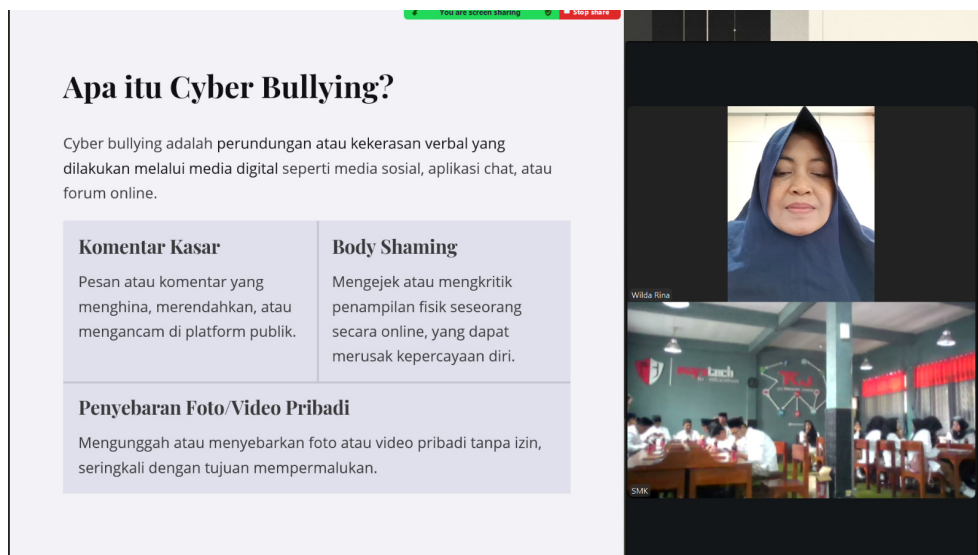 You are screen sharing
Stop share
Apa itu Cyber Bullying?
Cyber bullying adalah perundungan atau kekerasan verbal yang
dilakukan melalui media digital seperti media sosial, aplikasi chat, atau
forum online.
Komentar Kasar
Pesan atau komentar yang
menghina, merendahkan, atau
mengancam di platform publik.
Body Shaming
Mengejek atau mengkritik
penampilan fisik seseorang
secara online, yang dapat
merusak kepercayaan diri.
Penyebaran Foto/Video Pribadi
Mengunggah atau menyebarkan foto atau video pribadi tanpa izin,
seringkali dengan tujuan mempermalukan.
Wilda Rina
TCJ
SMK